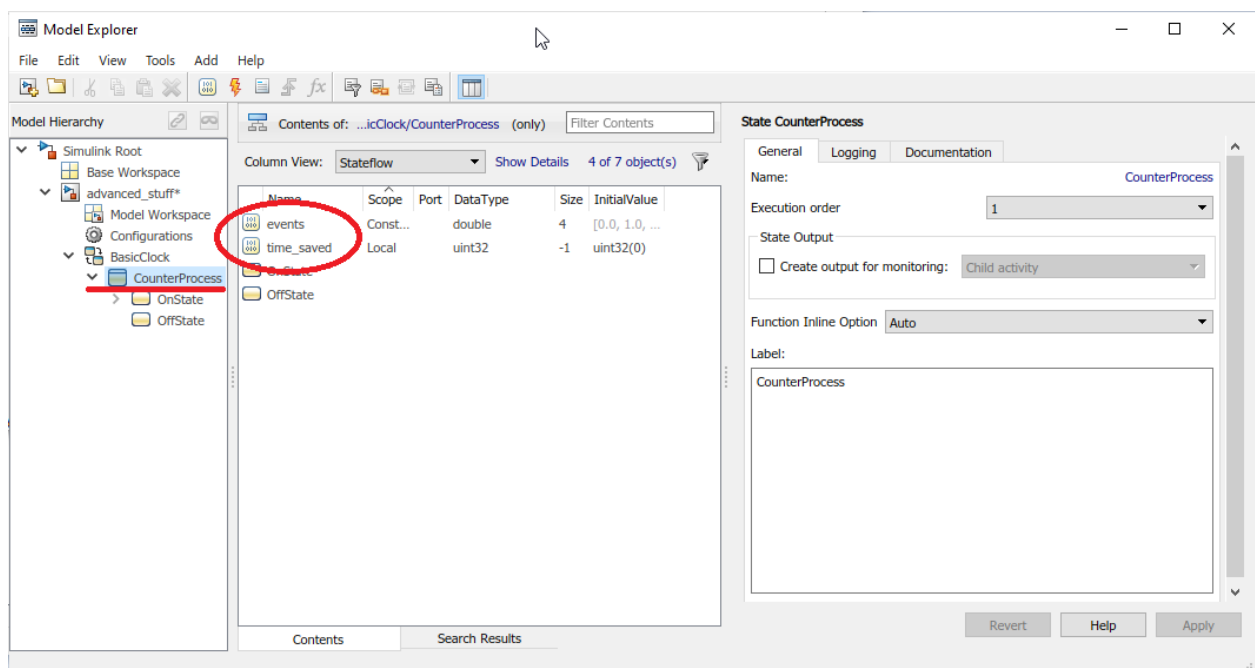 Model Explorer
File Edit View Tools Add Help
fx
Model Hierarchy
Simulink Root
Base Workspace
advanced_stuff*
Model Workspace
Configurations
BasicClock
CounterProcess
OnState
OffState
Contents of: ...icClock/CounterProcess (only) Filter Contents
Column View: Stateflow Show Details 4 of 7 object(s)
Name Scope Port DataType Size InitialValue
events Const... double 4 [0.0, 1.0, ...
time_saved Local uint32 -1 uint32(0)
OnState
OffState
Contents Search Results
State CounterProcess
General Logging Documentation
Name: CounterProcess
Execution order 1
State Output
Create output for monitoring: Child activity
Function Inline Option Auto
Label:
CounterProcess
Revert Help Apply